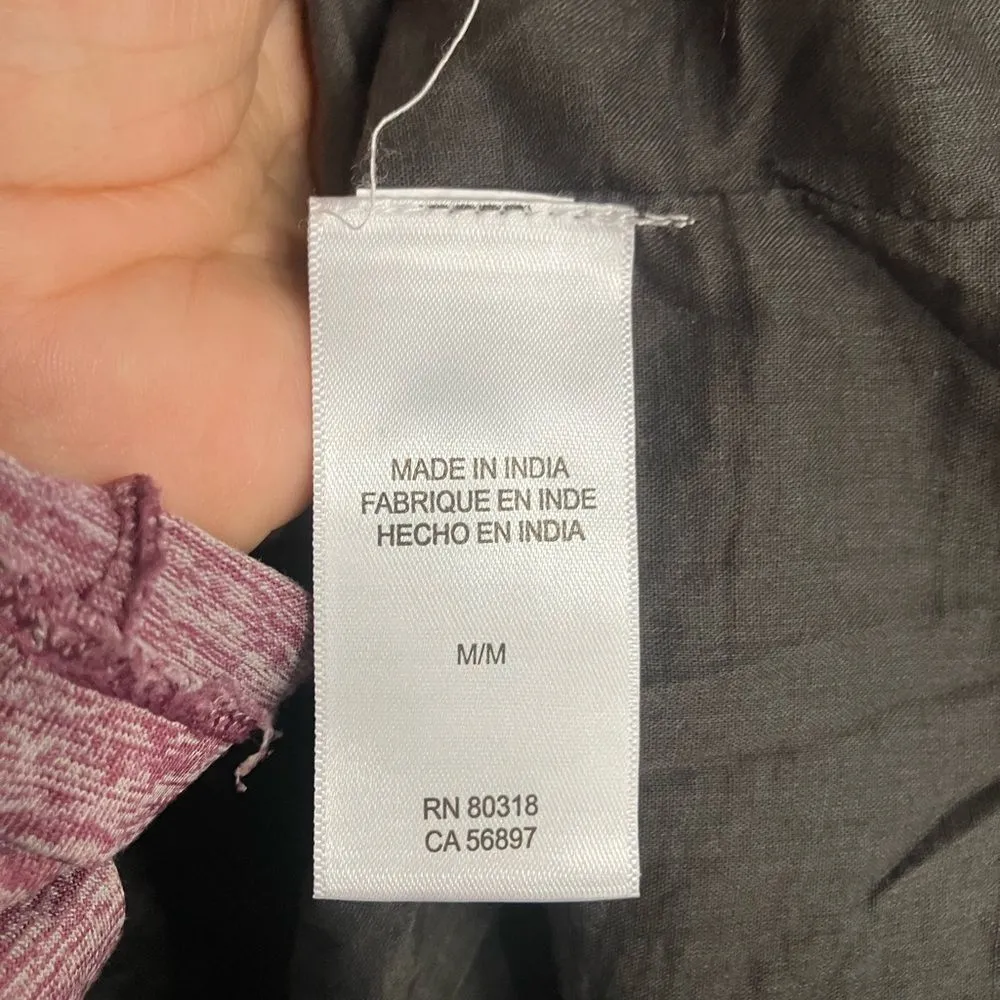 MADE IN INDIA
FABRIQUE EN INDE
HECHO EN INDIA
M/M
RN 80318
CA 56897